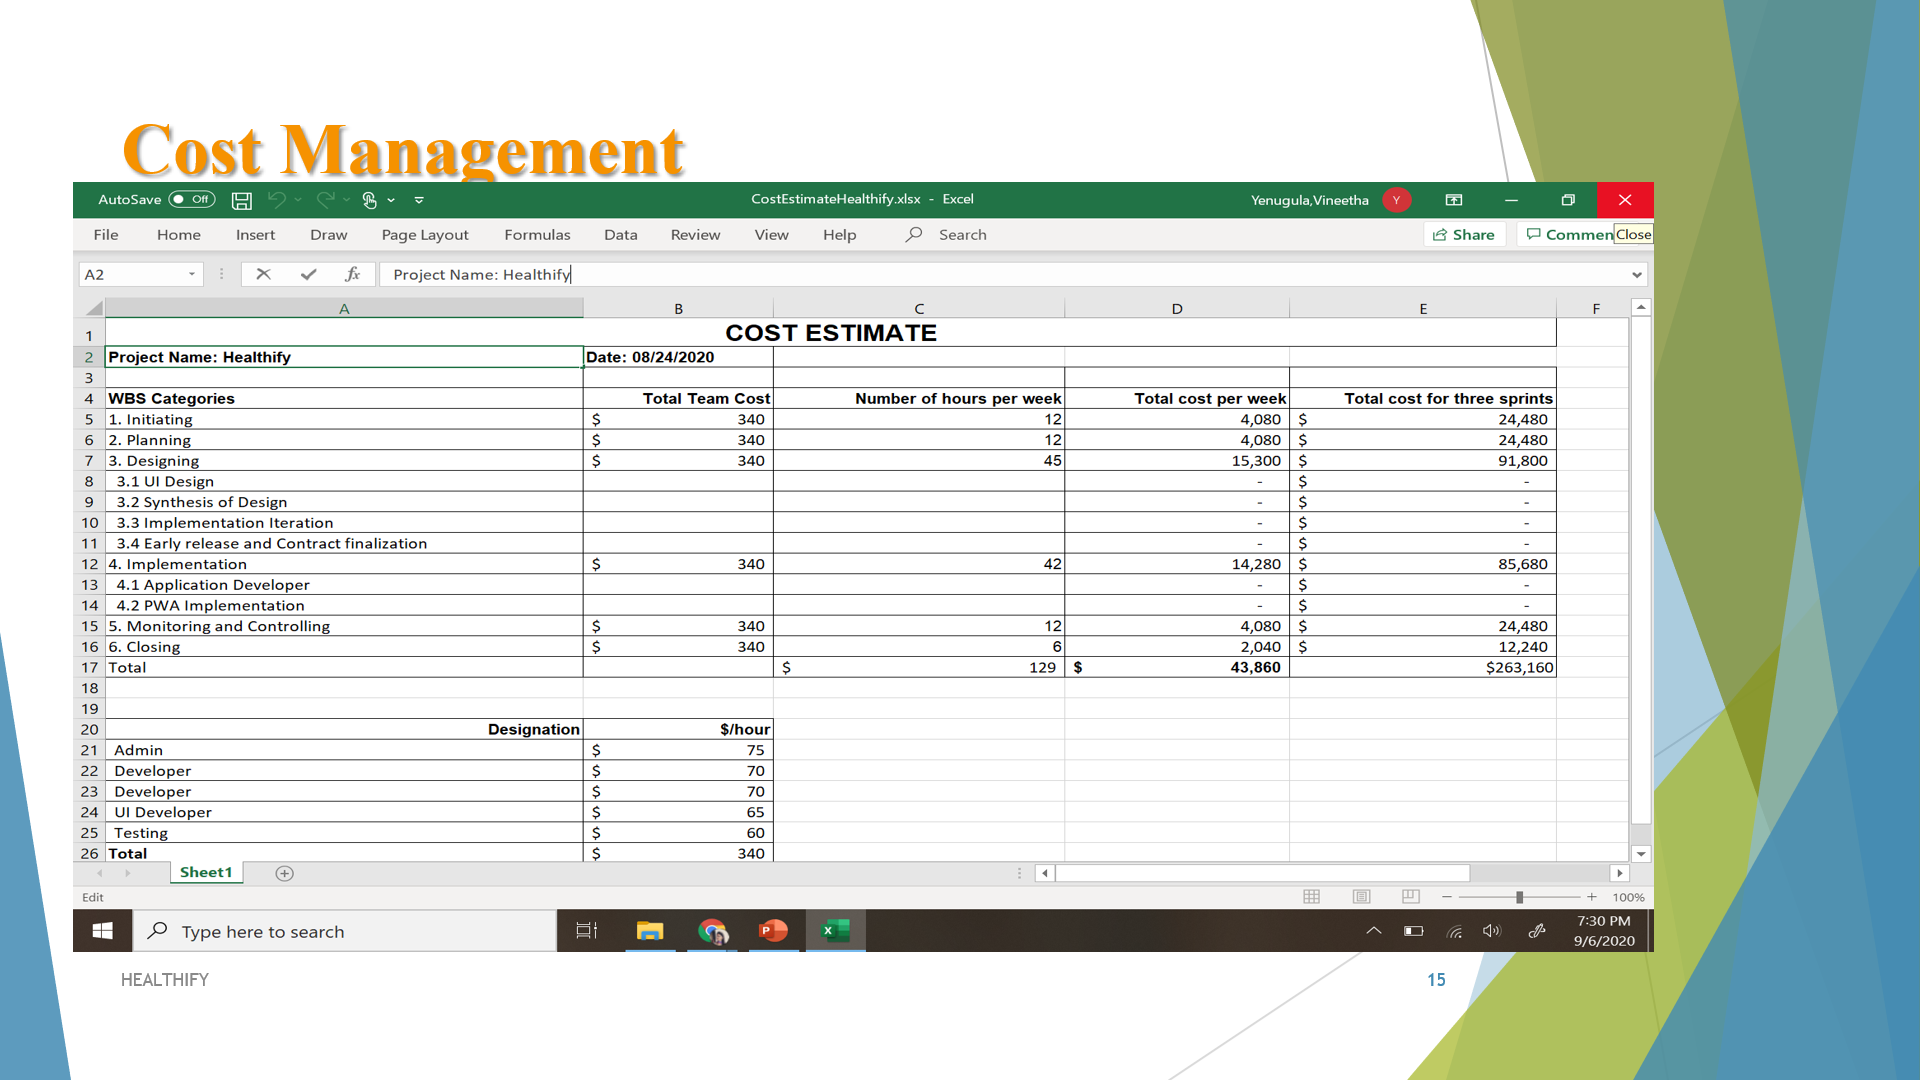 Cost Management
AutoSave Off CostEstimateHealthify.xlsx - Excel Yenugula,Vineetha Y
File Home Insert Draw Page Layout Formulas Data Review View Help Search Share Commen Close
A2 fx Project Name: Healthify
A B C D E F
1 COST ESTIMATE
2 Project Name: Healthify Date: 08/24/2020
3
4 WBS Categories Total Team Cost Number of hours per week Total cost per week Total cost for three sprints
5 1. Initiating $ 340 12 4,080 $ 24,480
6 2. Planning $ 340 12 4,080 $ 24,480
7 3. Designing $ 340 45 15,300 $ 91,800
8 3.1 UI Design - $ -
9 3.2 Synthesis of Design - $ -
10 3.3 Implementation Iteration - $ -
11 3.4 Early release and Contract finalization - $ -
12 4. Implementation $ 340 42 14,280 $ 85,680
13 4.1 Application Developer - $ -
14 4.2 PWA Implementation - $ -
15 5. Monitoring and Controlling $ 340 12 4,080 $ 24,480
16 6. Closing $ 340 6 2,040 $ 12,240
17 Total $ 129 $ 43,860 $263,160
18
19
20 Designation $/hour
21 Admin $ 75
22 Developer $ 70
23 Developer $ 70
24 UI Developer $ 65
25 Testing $ 60
26 Total $ 340
Sheet1
Edit 100%
Type here to search 7:30 PM
9/6/2020
HEALTHIFY 15